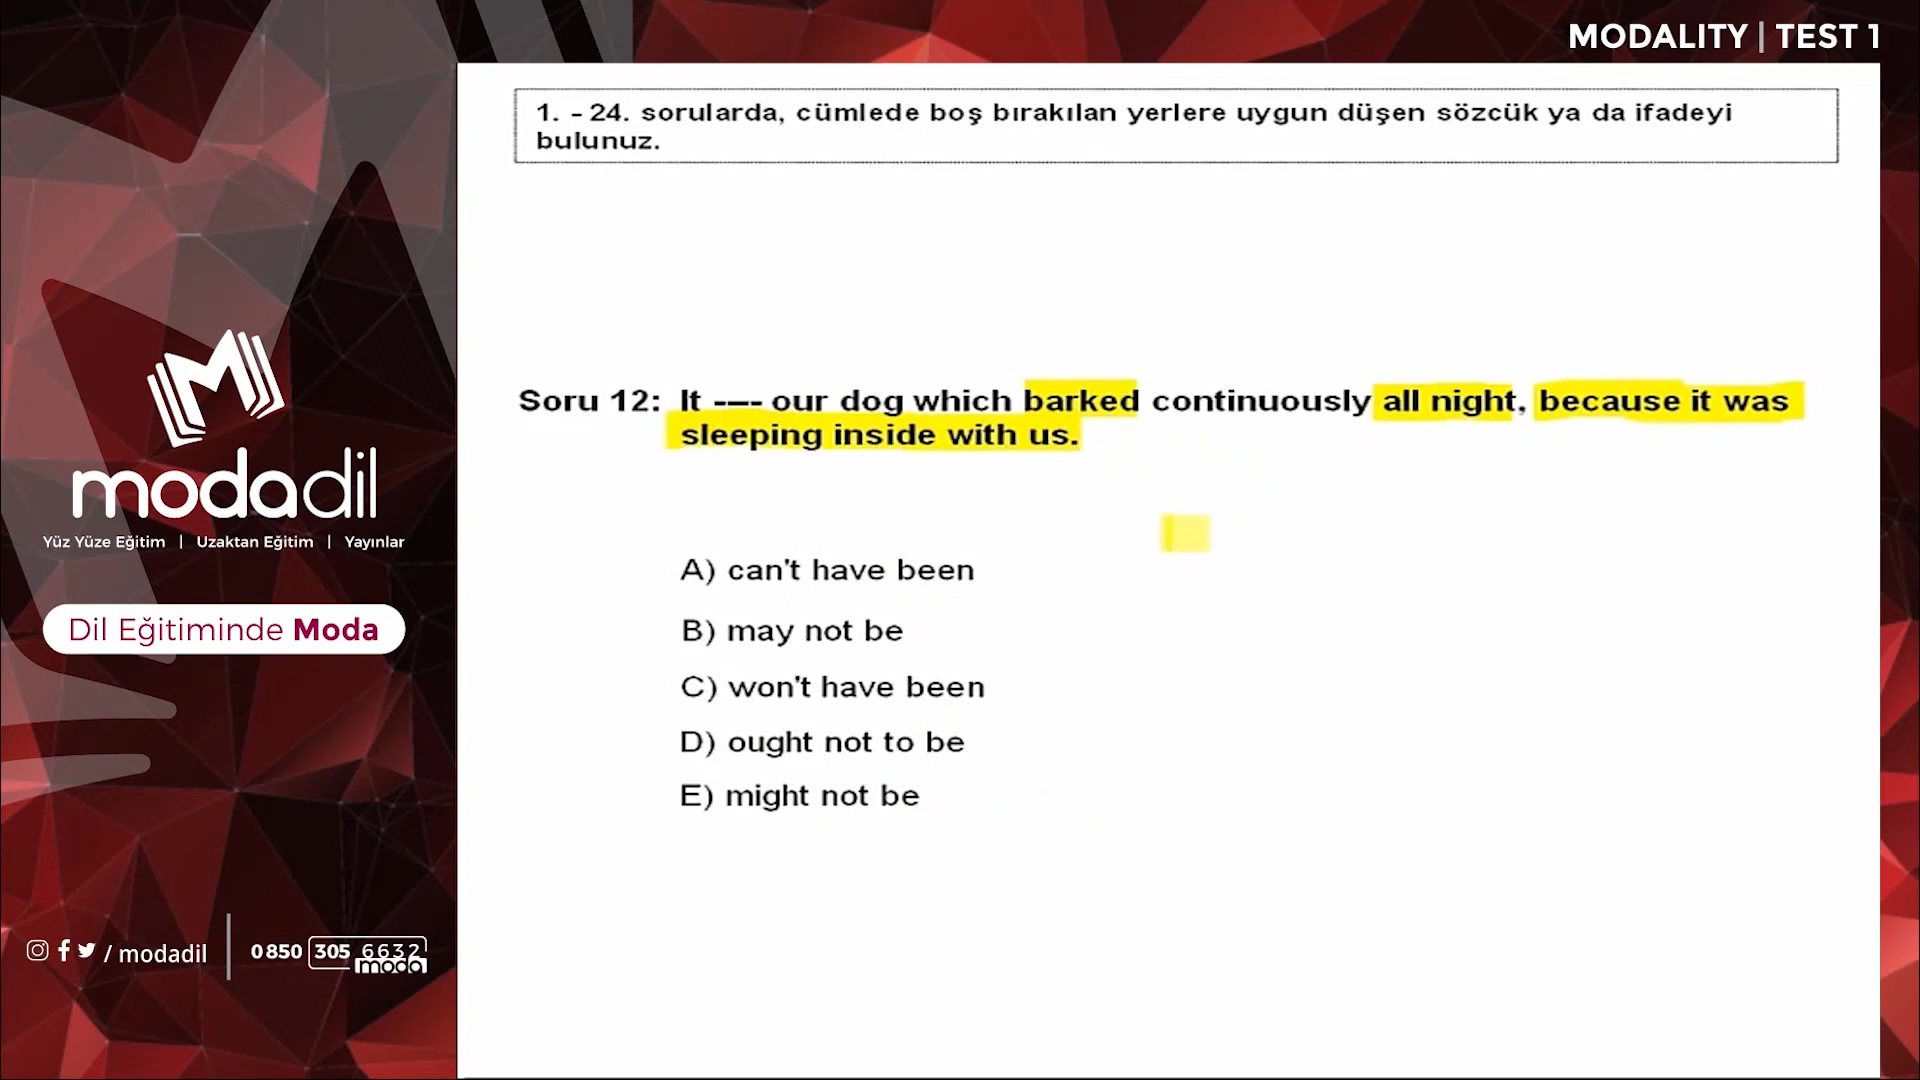 MODALITY | TEST 1
1. - 24. sorularda, cümlede boş bırakılan yerlere uygun düşen sözcük ya da ifadeyi
bulunuz.
Soru 12: It ---- our dog which barked continuously all night, because it was
sleeping inside with us.
A) can't have been
B) may not be
C) won't have been
D) ought not to be
E) might not be
modadil
Yüz Yüze Eğitim | Uzaktan Eğitim | Yayınlar
Dil Eğitiminde Moda
/ modadil
0850 305 6632
moda